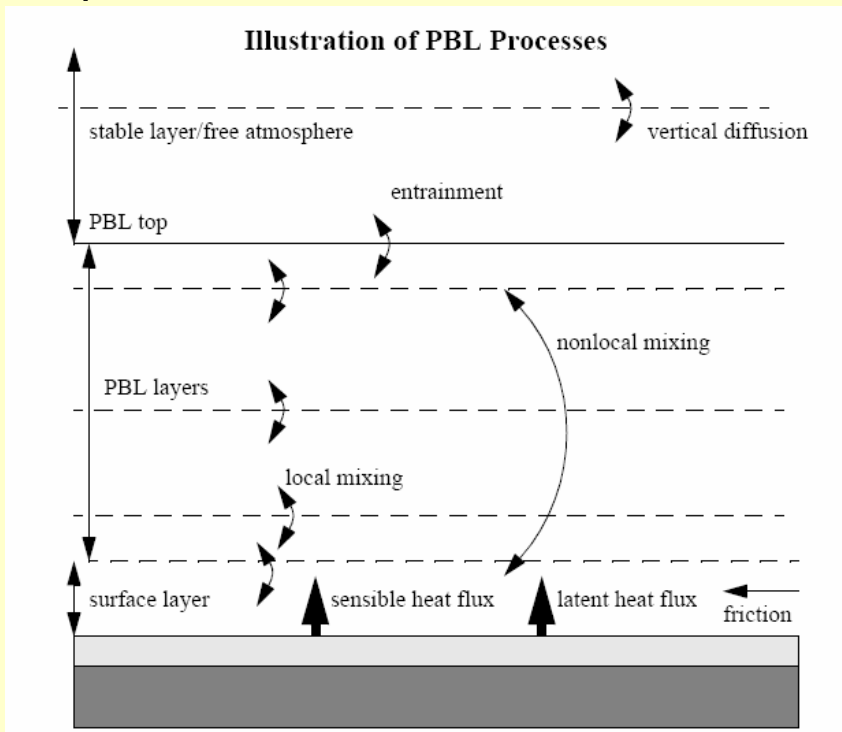 Illustration of PBL Processes
stable layer/free atmosphere
vertical diffusion
entrainment
PBL top
nonlocal mixing
PBL layers
local mixing
surface layer
sensible heat flux
latent heat flux
friction